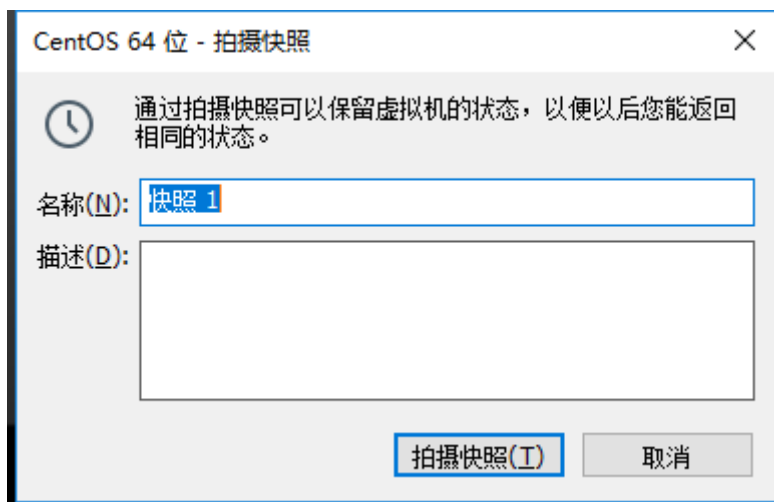 CentOS 64 位 - 拍摄快照
通过拍摄快照可以保留虚拟机的状态，以便以后您能返回
相同的状态。
名称(N): 快照 1
描述(D):
拍摄快照(T) 取消